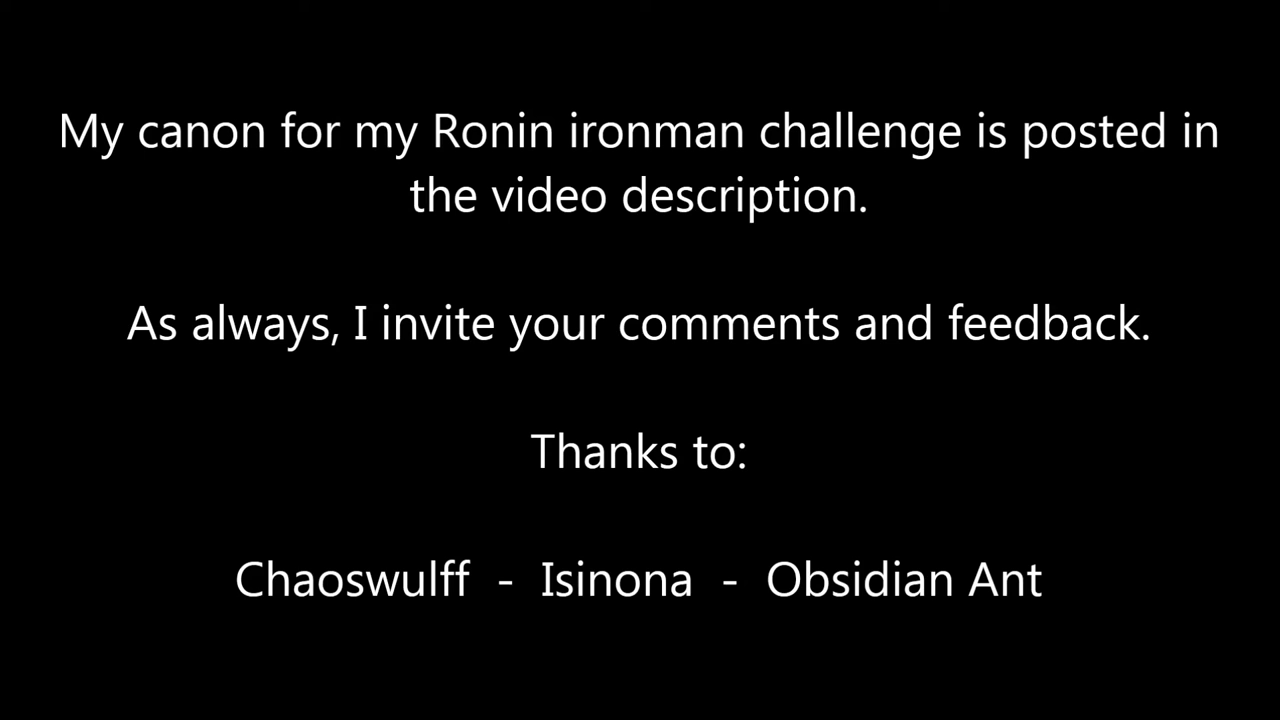 My canon for my Ronin ironman challenge is posted in
the video description.
As always, I invite your comments and feedback.
Thanks to:
Chaoswulff - Isinona - Obsidian Ant